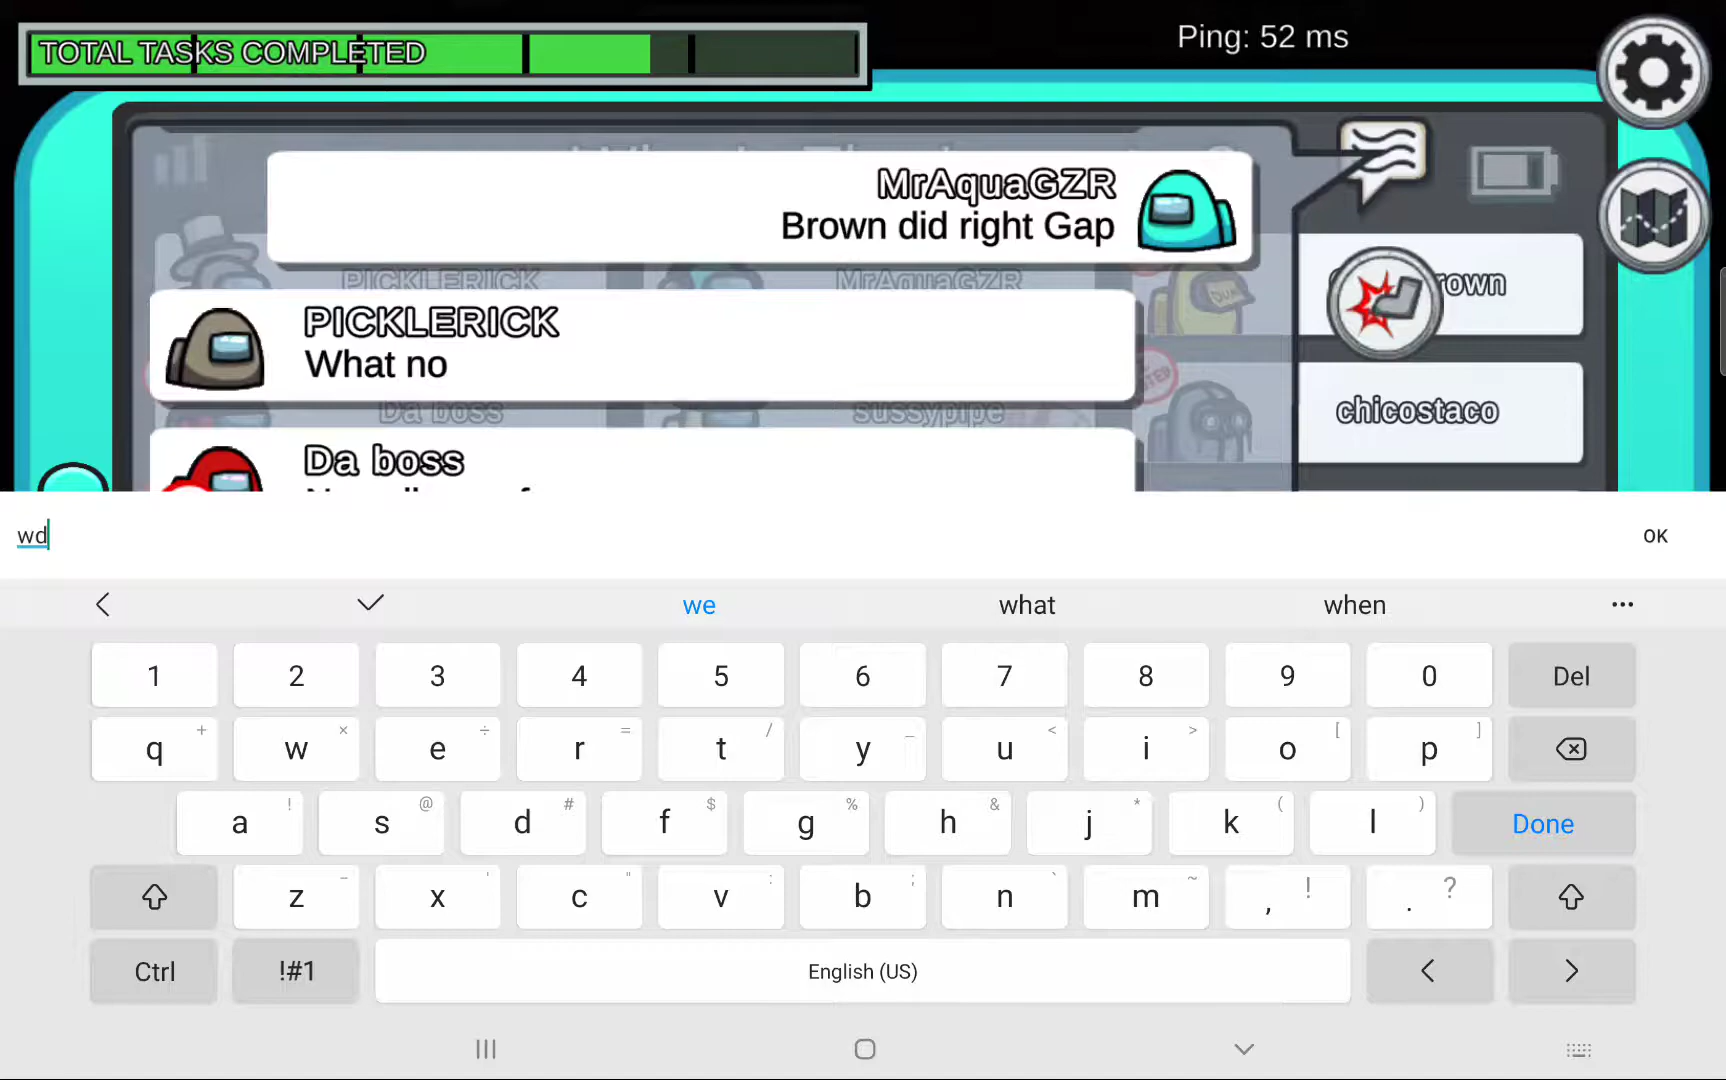 TOTAL TASKS COMPLETED
Ping: 52 ms
MrAquaGZR
Brown did right Gap
PICKLERICK
MrAquaGZR
DUM
own
PICKLERICK
What no
Da boss
sussypipe
chicostaco
Da boss
wd
OK
we what when
1 2 3 4 5 6 7 8 9 0 Del
q + w × e ÷ r = t / y _ u < i > o [ p ]
a ! s @ d # f $ g % h & j * k ( l ) Done
z - x ' c " v : b ; n ` m ~ , ! . ?
Ctrl !#1 English (US) < >